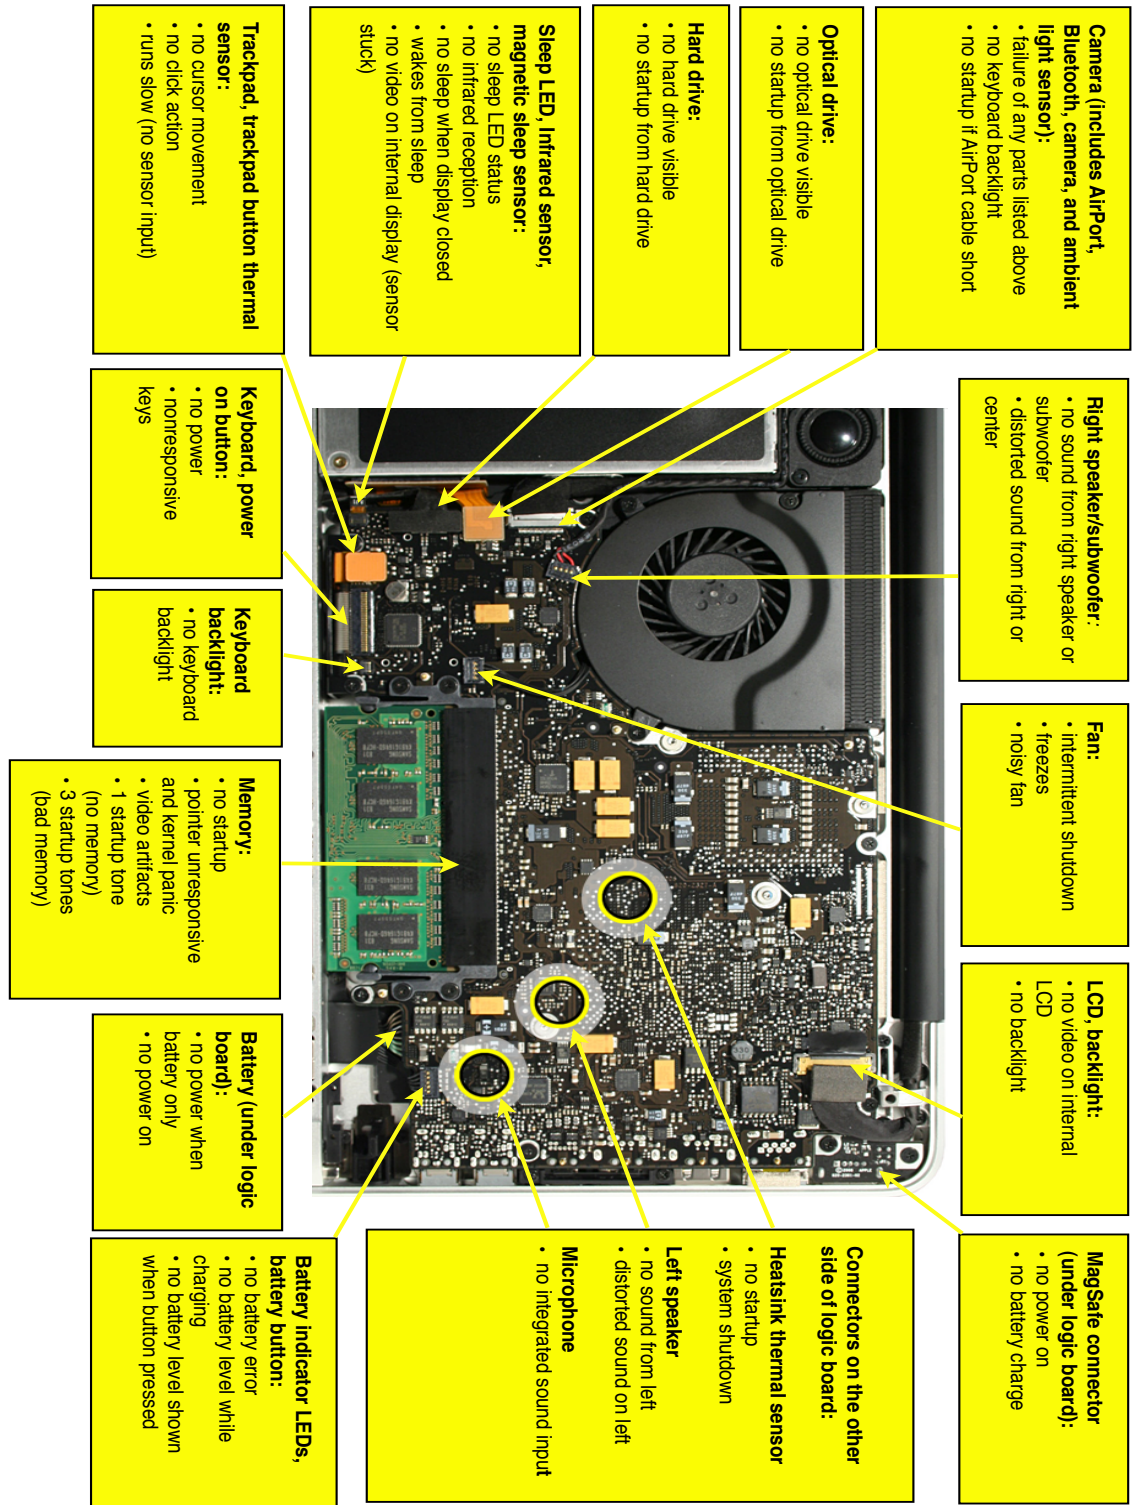 Camera (includes AirPort,
Bluetooth, camera, and ambient
light sensor):
• failure of any parts listed above
• no keyboard backlight
• no startup if AirPort cable short
Optical drive:
• no optical drive visible
• no startup from optical drive
Hard drive:
• no hard drive visible
• no startup from hard drive
Sleep LED, Infrared sensor,
magnetic sleep sensor:
• no sleep LED status
• no infrared reception
• no sleep when display closed
• wakes from sleep
• no video on internal display (sensor
stuck)
Trackpad, trackpad button thermal
sensor:
• no cursor movement
• no click action
• runs slow (no sensor input)
Right speaker/subwoofer:
• no sound from right speaker or
subwoofer
• distorted sound from right or
center
Keyboard, power
on button:
• no power
• nonresponsive
keys
Keyboard
backlight:
• no keyboard
backlight
Fan:
• intermittent shutdown
• freezes
• noisy fan
Memory:
• no startup
• pointer unresponsive
and kernel panic
• video artifacts
• 1 startup tone
(no memory)
• 3 startup tones
(bad memory)
LCD, backlight:
• no video on internal
LCD
• no backlight
Battery (under logic
board):
• no power when
battery only
• no power on
MagSafe connector
(under logic board):
• no power on
• no battery charge
Connectors on the other
side of logic board:
Heatsink thermal sensor
• no startup
• system shutdown
Left speaker
• no sound from left
• distorted sound on left
Microphone
• no integrated sound input
Battery indicator LEDs,
battery button:
• no battery error
• no battery level while
charging
• no battery level shown
when button pressed